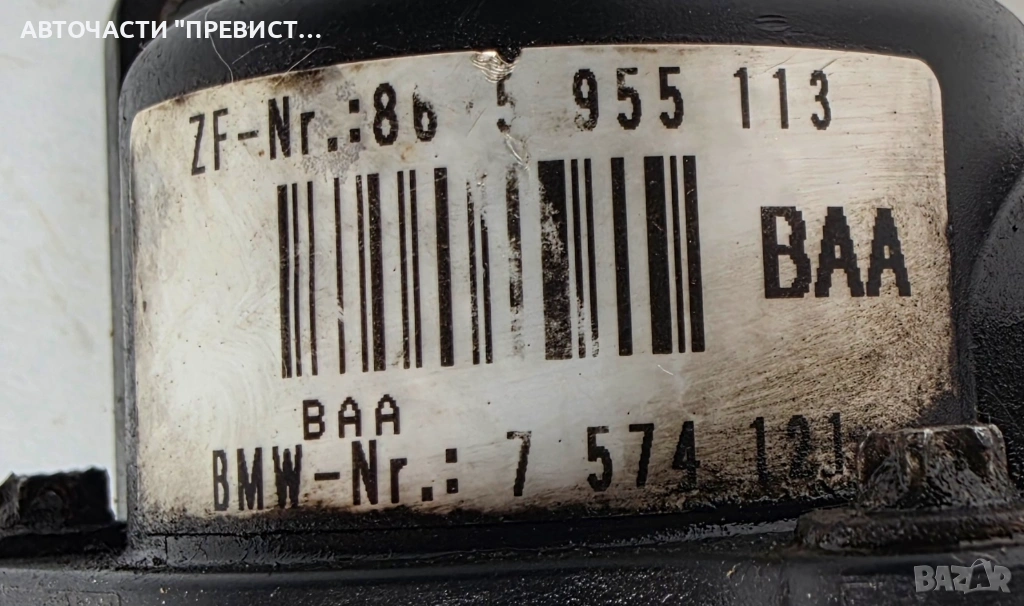 АВТОЧАСТИ "ПРЕВИСТ...
ZF-Nr.:86 5 955 113
BAA
BAA
BMW-Nr.: 7 574 121
BAZAR